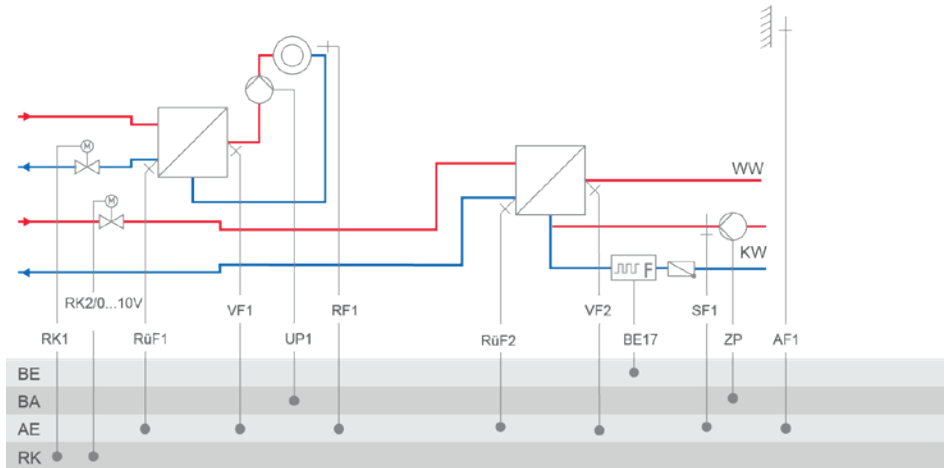 M
M
WW
KW
F
RK2/0...10V
VF1
RF1
VF2
SF1
RK1
RüF1
UP1
RüF2
BE17
ZP
AF1
BE
BA
AE
RK